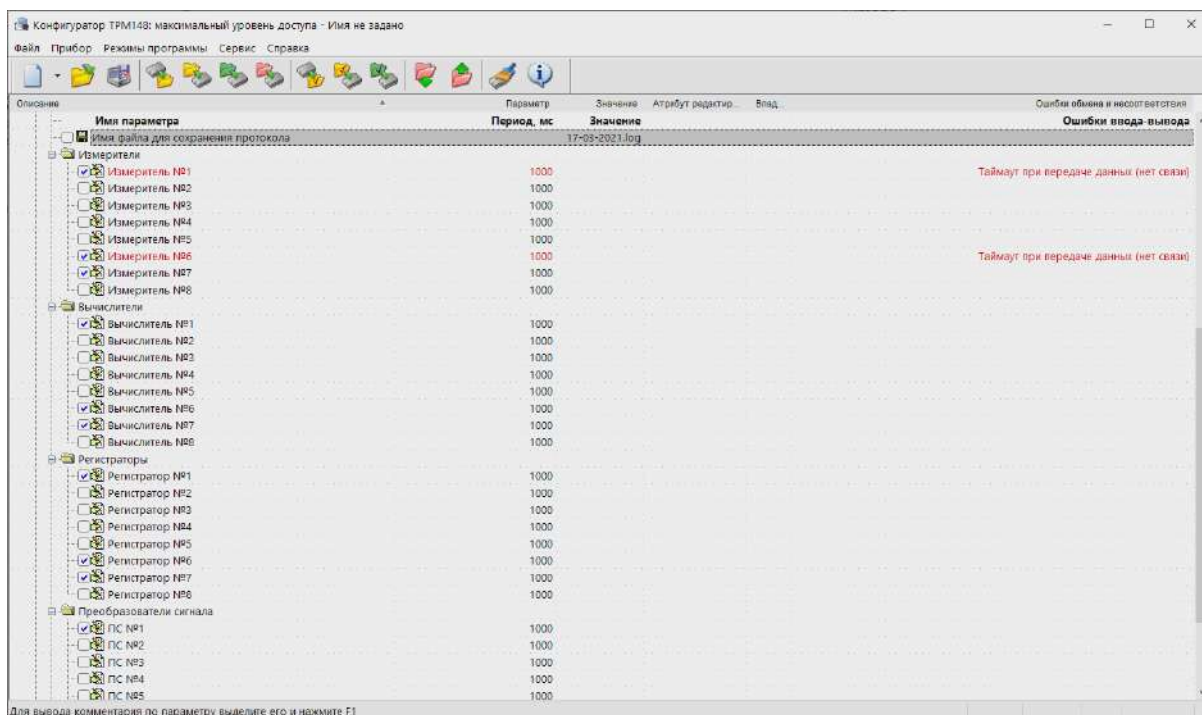 Конфигуратор ТРМ148: максимальный уровень доступа - Имя не задано
Файл Прибор Режимы программы Сервис Справка
Описание Параметр Значение Атрибут редактир... Влад... Ошибки обмена и несоответствия
Имя параметра Период, мс Значение Ошибки ввода-вывода
Имя файла для сохранения протокола 17-03-2021.log
Измерители
Измеритель №1 1000 Таймаут при передаче данных (нет связи)
Измеритель №2 1000
Измеритель №3 1000
Измеритель №4 1000
Измеритель №5 1000
Измеритель №6 1000 Таймаут при передаче данных (нет связи)
Измеритель №7 1000
Измеритель №8 1000
Вычислители
Вычислитель №1 1000
Вычислитель №2 1000
Вычислитель №3 1000
Вычислитель №4 1000
Вычислитель №5 1000
Вычислитель №6 1000
Вычислитель №7 1000
Вычислитель №8 1000
Регистраторы
Регистратор №1 1000
Регистратор №2 1000
Регистратор №3 1000
Регистратор №4 1000
Регистратор №5 1000
Регистратор №6 1000
Регистратор №7 1000
Регистратор №8 1000
Преобразователи сигнала
ПС №1 1000
ПС №2 1000
ПС №3 1000
ПС №4 1000
ПС №5 1000
Для вывода комментария по параметру выделите его и нажмите F1